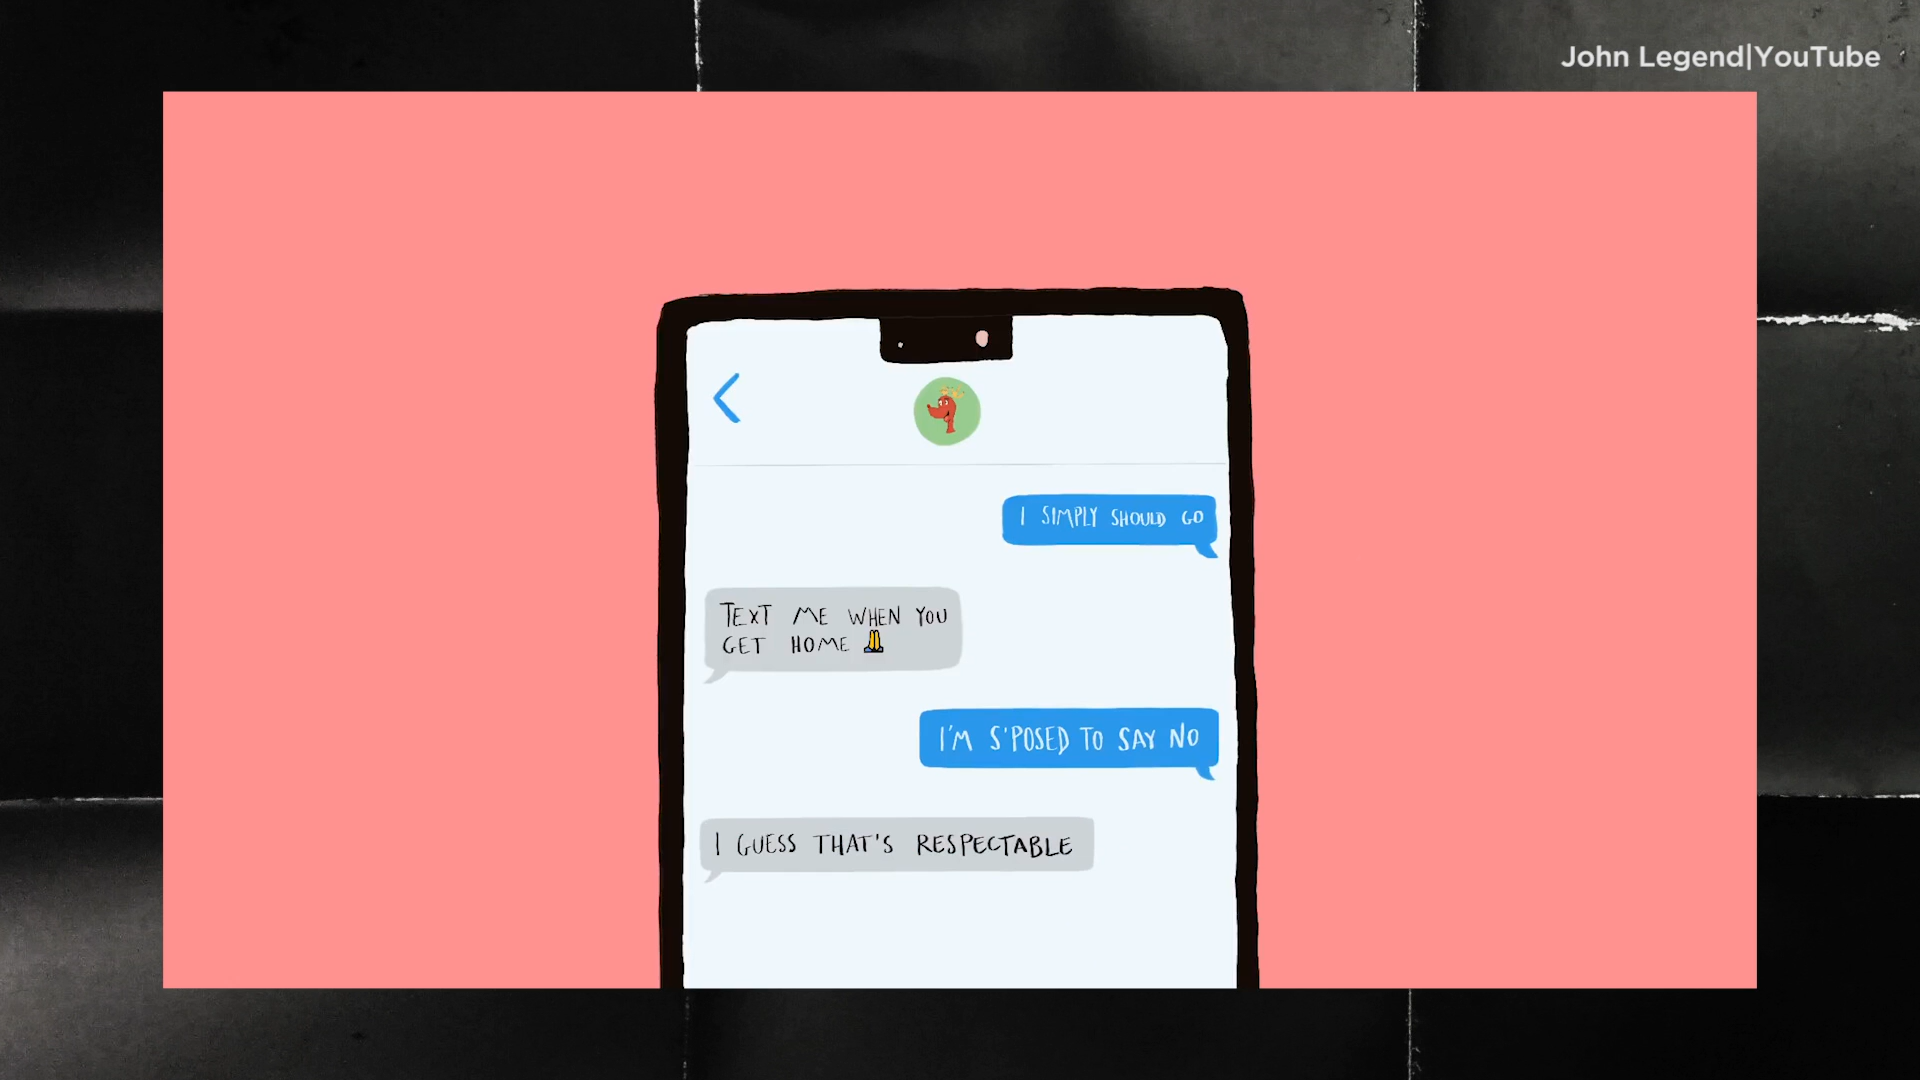 John Legend|YouTube
I SIMPLY SHOULD GO
TEXT ME WHEN YOU
GET HOME 🙏
I'M S'POSED TO SAY NO
I GUESS THAT'S RESPECTABLE